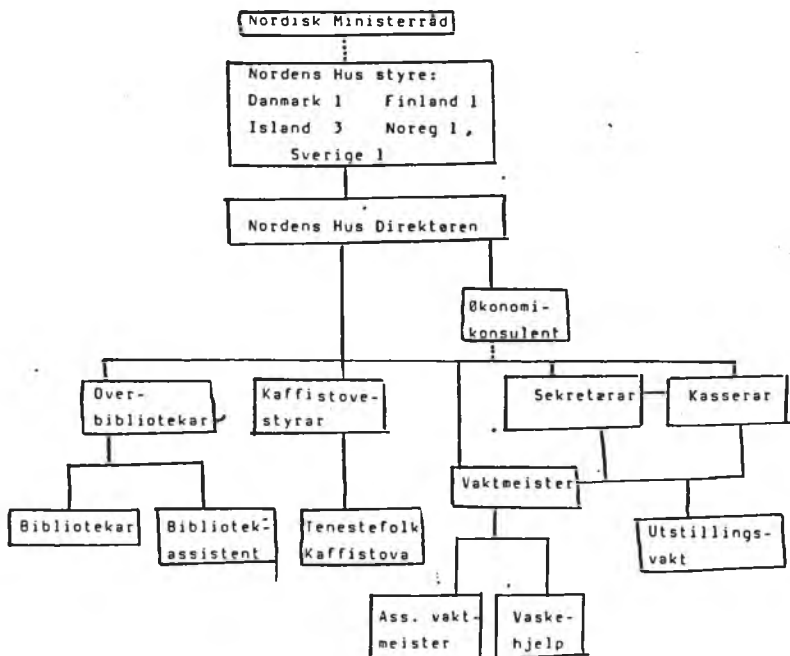 Nordisk Ministerråd
Nordens Hus styre:
Danmark 1 Finland 1
Island 3 Noreg 1,
Sverige 1
Nordens Hus Direktøren
Økonomi-
konsulent
Over-
bibliotekar
Kaffistove-
styrar
Sekretærar
Kasserar
Vaktmeister
Bibliotekar
Bibliotek-
assistent
Tenestefolk
Kaffistova
Utstillings-
vakt
Ass. vakt-
meister
Vaske-
hjelp